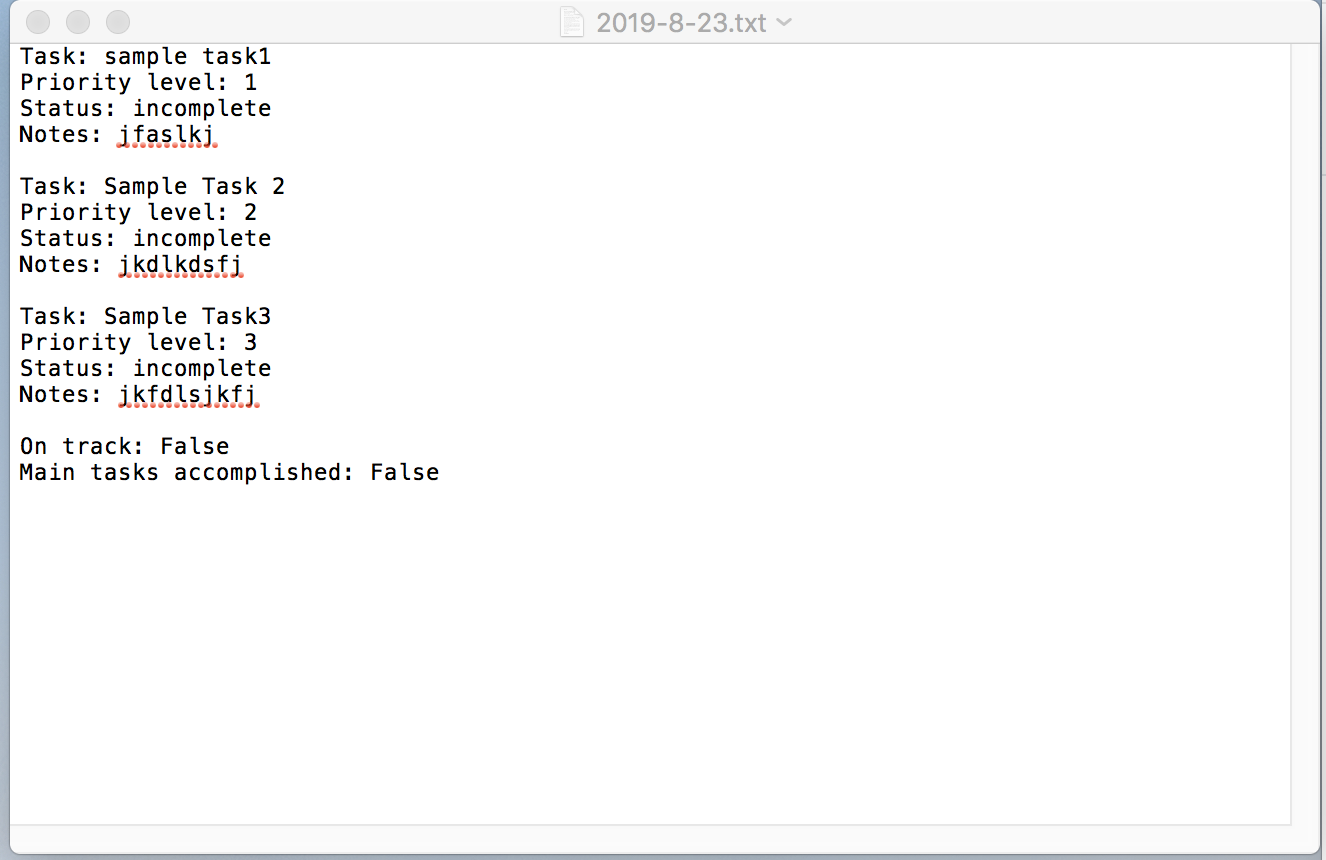 2019-8-23.txt
Task: sample task1
Priority level: 1
Status: incomplete
Notes: jfaslkj
Task: Sample Task 2
Priority level: 2
Status: incomplete
Notes: jkdlkdsfj
Task: Sample Task3
Priority level: 3
Status: incomplete
Notes: jkfdlsjkfj
On track: False
Main tasks accomplished: False